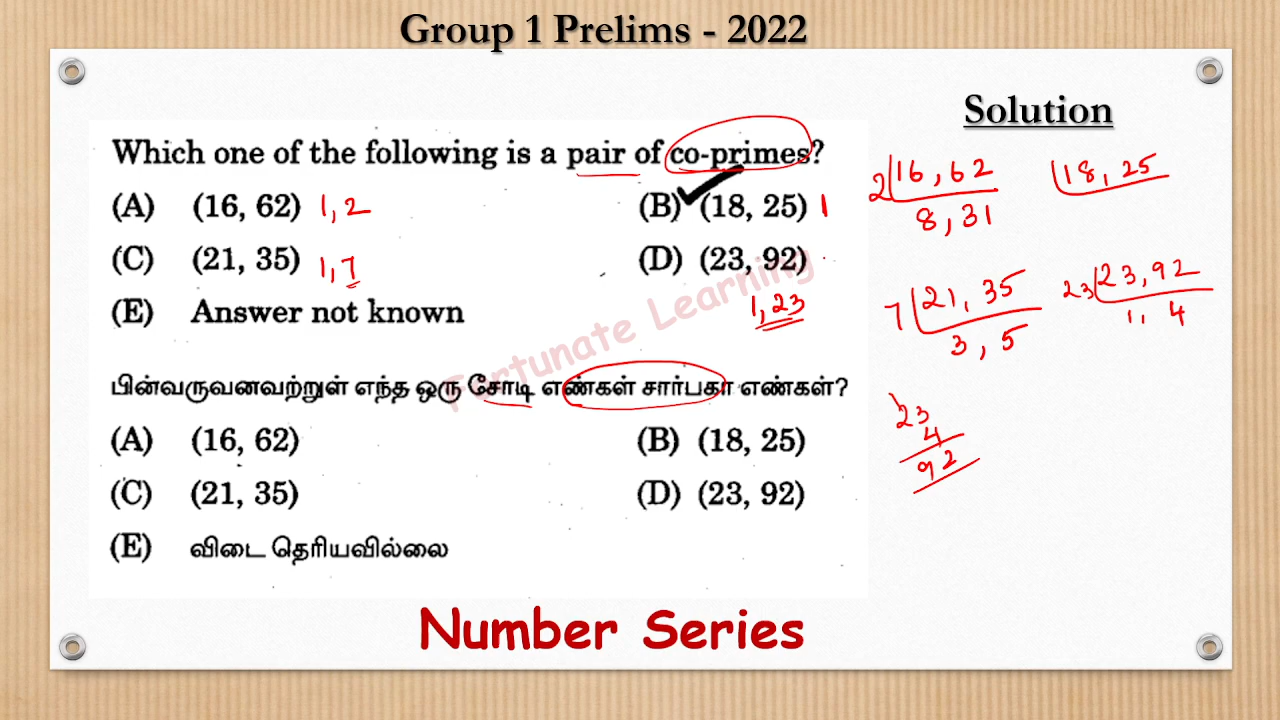 Group 1 Prelims - 2022
Solution
Which one of the following is a pair of co-primes?
(A) (16, 62) 1, 2 (B) (18, 25) 1
(C) (21, 35) 1, 7 (D) (23, 92)
(E) Answer not known 1, 23
Fortunate Learning
பின்வருவனவற்றுள் எந்த ஒரு சோடி எண்கள் சார்பகா எண்கள்?
(A) (16, 62) (B) (18, 25)
(C) (21, 35) (D) (23, 92)
(E) விடை தெரியவில்லை
2 16, 62
8, 31
18, 25
7 21, 35
3, 5
23 23, 92
1, 4
1
23
4
92
Number Series